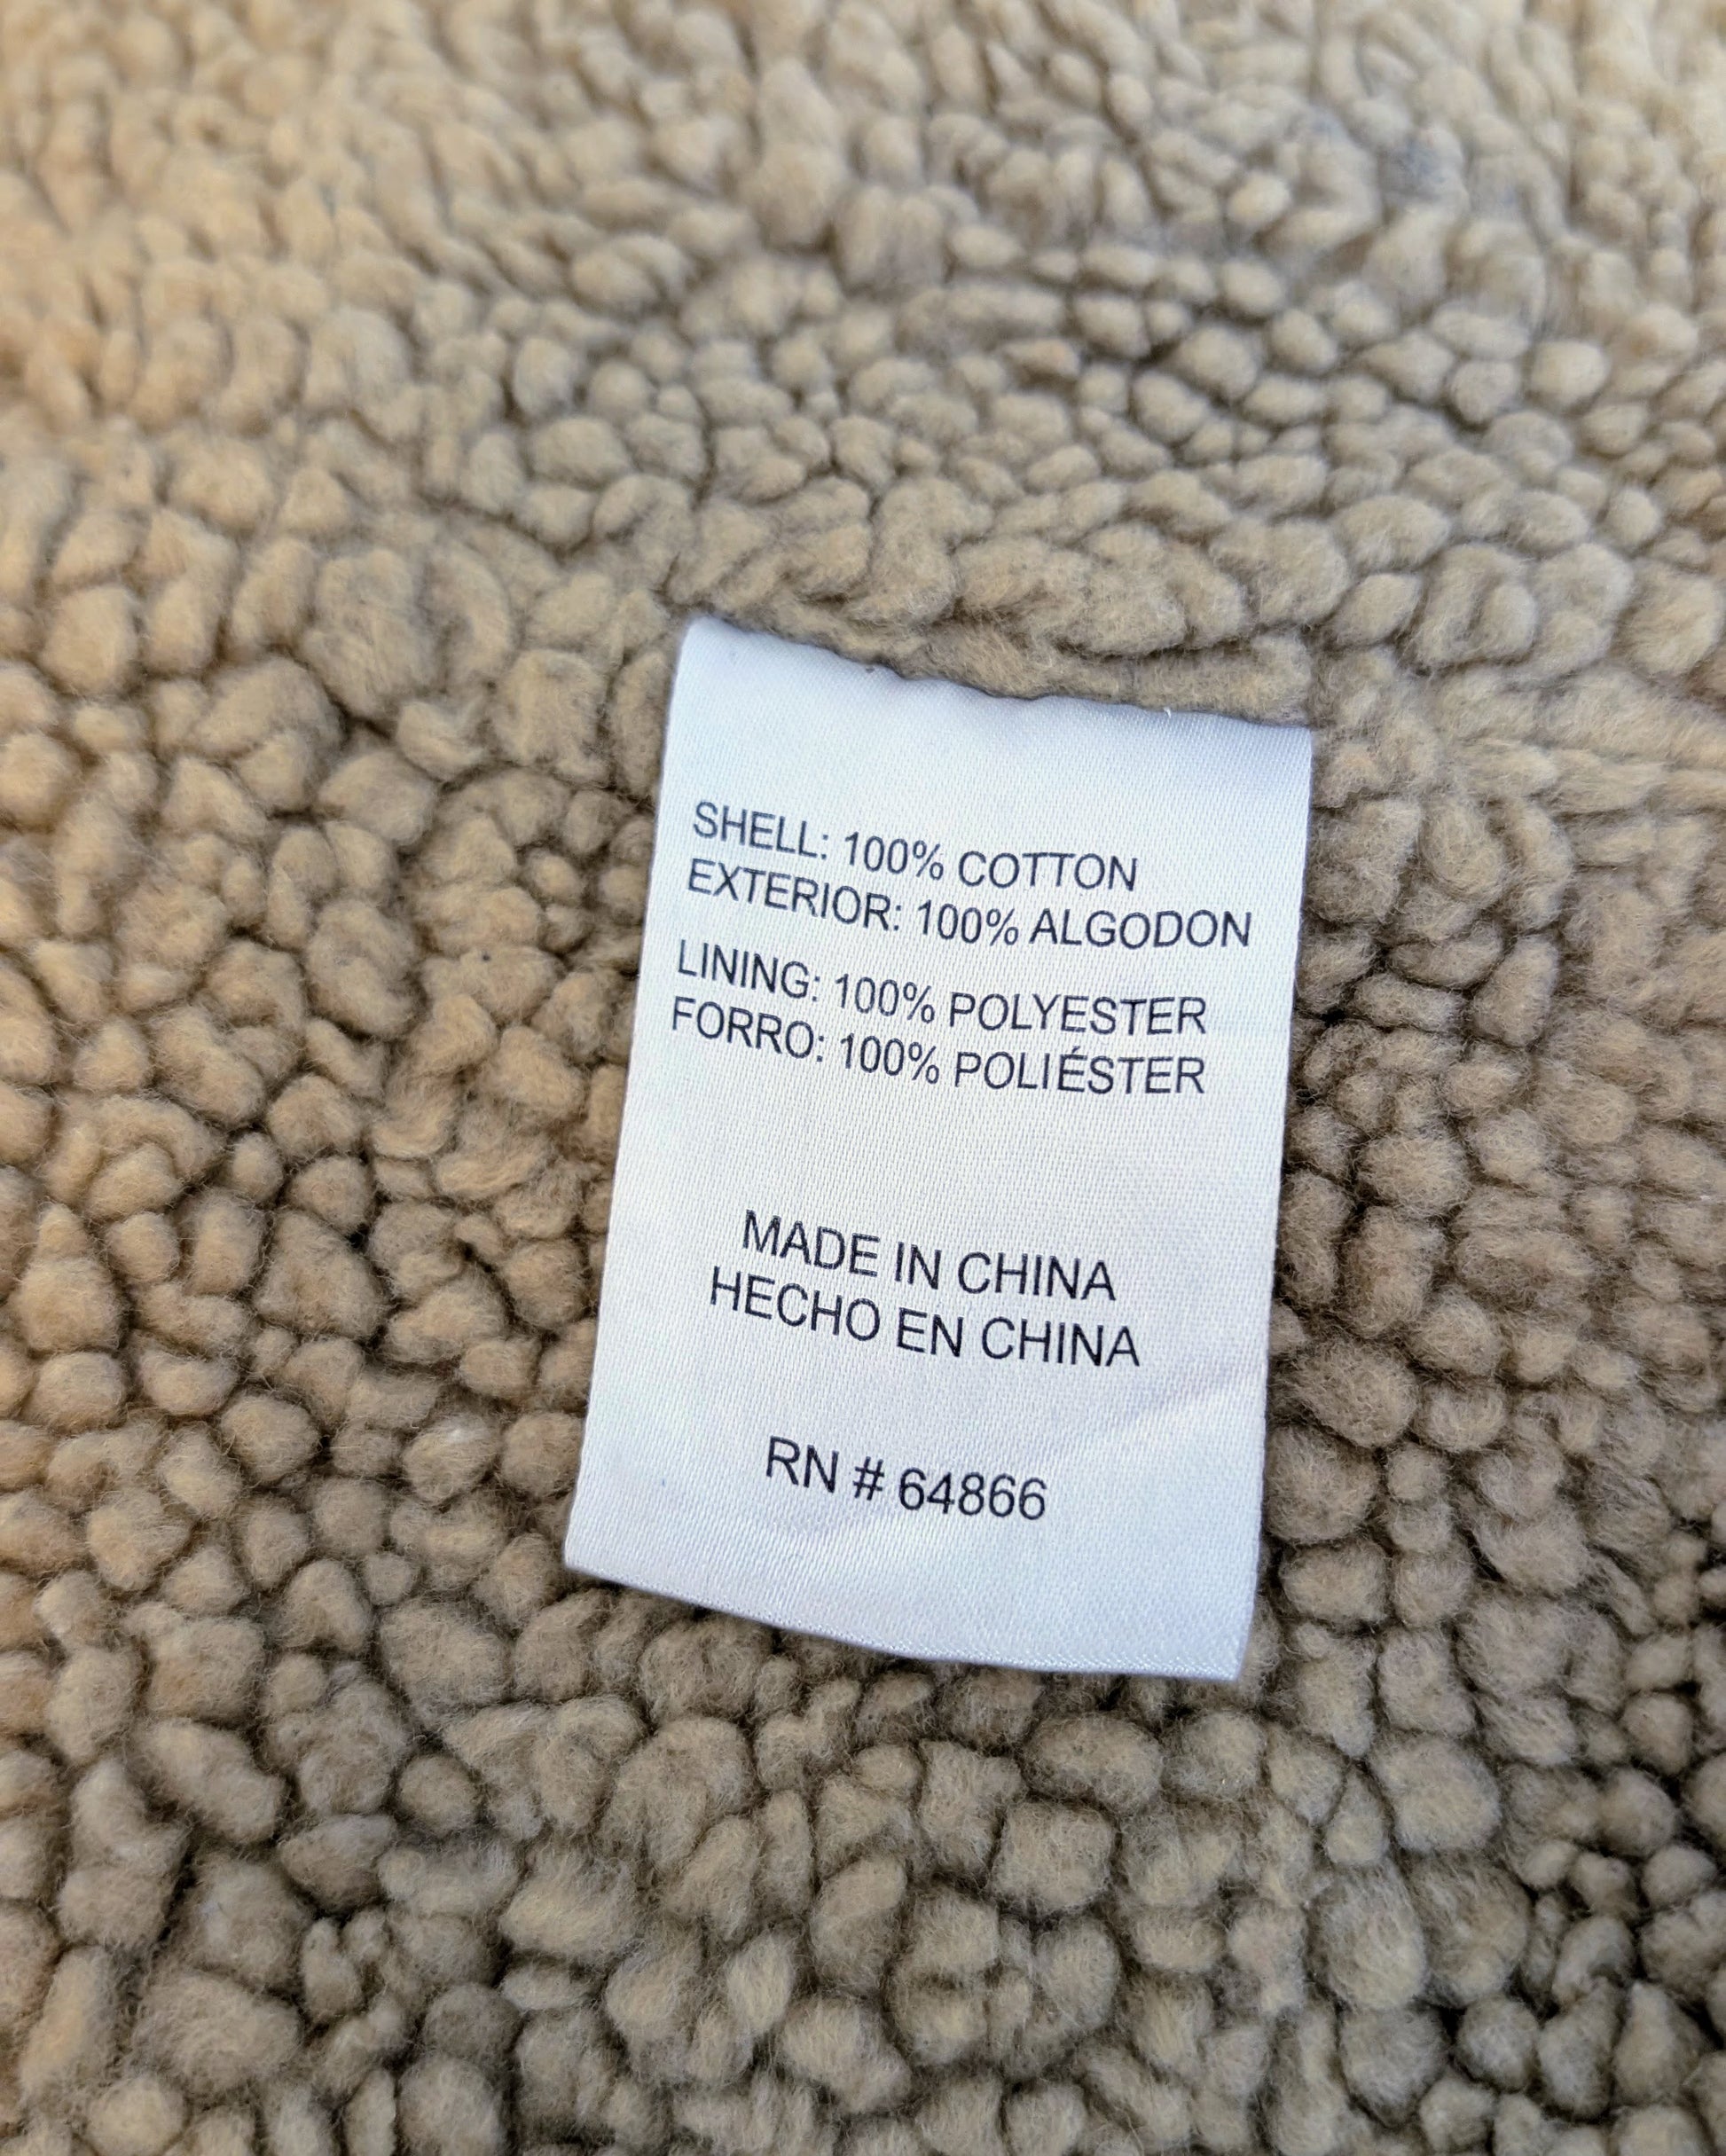 SHELL: 100% COTTON
EXTERIOR: 100% ALGODON
LINING: 100% POLYESTER
FORRO: 100% POLIÉSTER
MADE IN CHINA
HECHO EN CHINA
RN # 64866